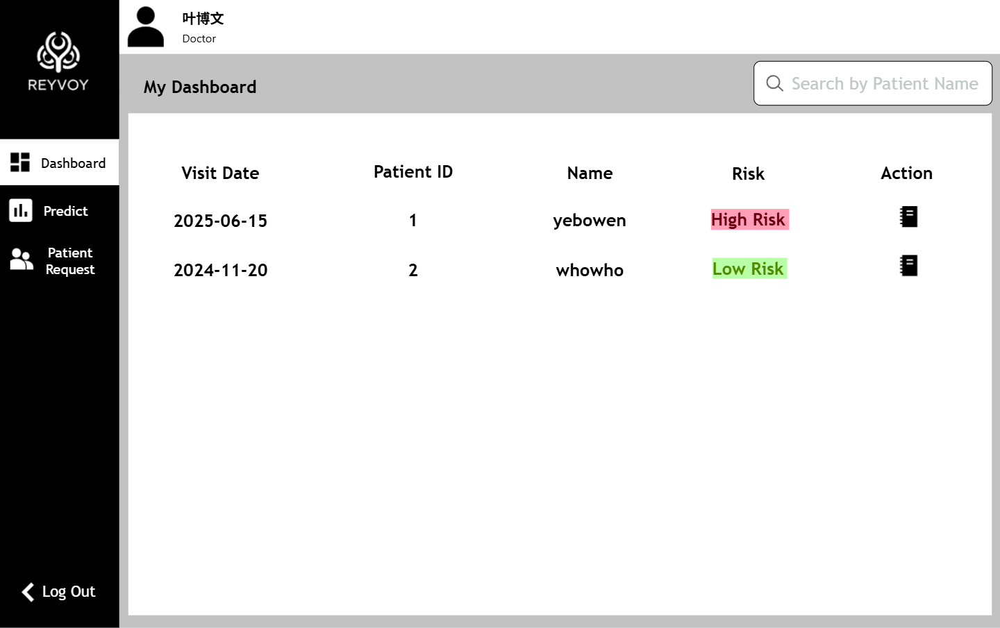 叶博文
Doctor
REYVOY
My Dashboard
Search by Patient Name
Dashboard
Predict
Patient
Request
Log Out
Visit Date Patient ID Name Risk Action
2025-06-15 1 yebowen High Risk
2024-11-20 2 whowho Low Risk